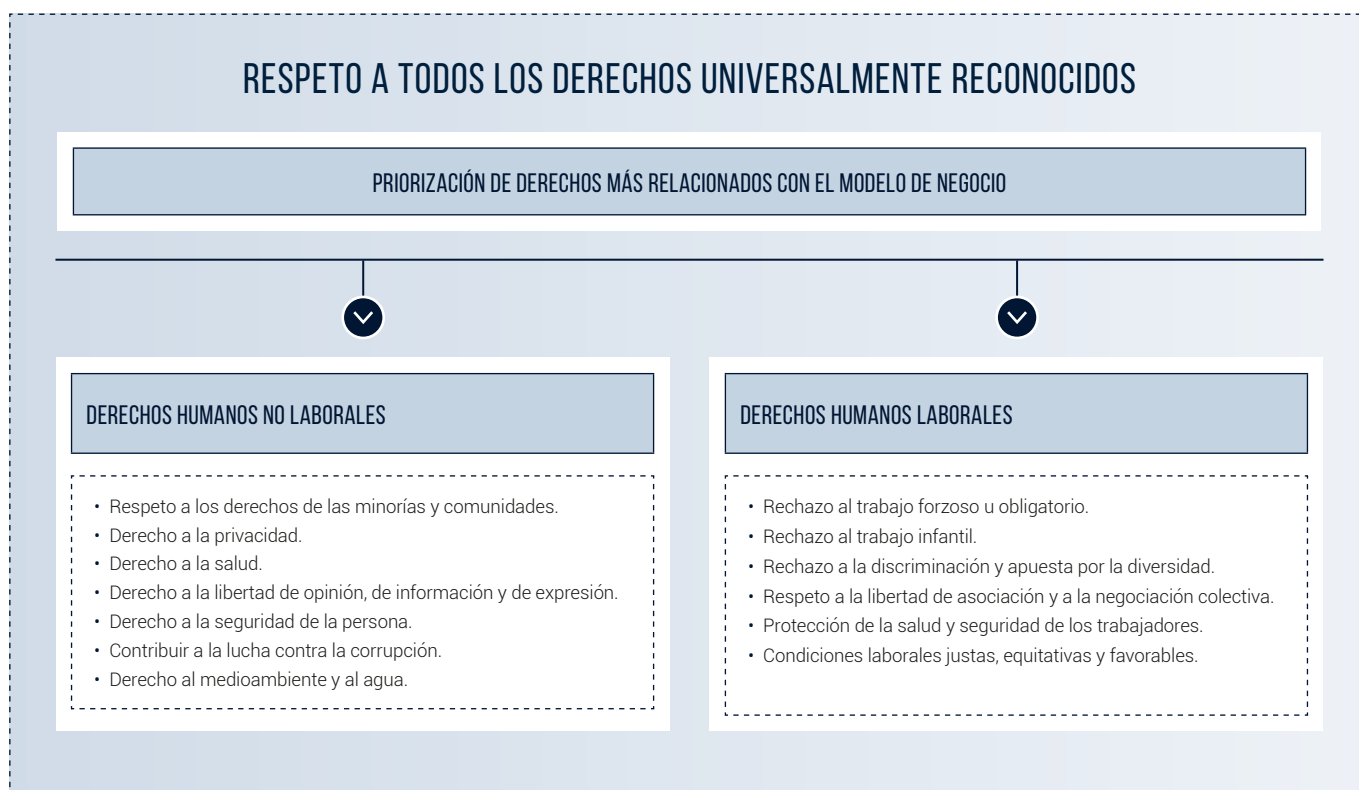 RESPETO A TODOS LOS DERECHOS UNIVERSALMENTE RECONOCIDOS
PRIORIZACIÓN DE DERECHOS MÁS RELACIONADOS CON EL MODELO DE NEGOCIO
DERECHOS HUMANOS NO LABORALES
• Respeto a los derechos de las minorías y comunidades.
• Derecho a la privacidad.
• Derecho a la salud.
• Derecho a la libertad de opinión, de información y de expresión.
• Derecho a la seguridad de la persona.
• Contribuir a la lucha contra la corrupción.
• Derecho al medioambiente y al agua.
DERECHOS HUMANOS LABORALES
• Rechazo al trabajo forzoso u obligatorio.
• Rechazo al trabajo infantil.
• Rechazo a la discriminación y apuesta por la diversidad.
• Respeto a la libertad de asociación y a la negociación colectiva.
• Protección de la salud y seguridad de los trabajadores.
• Condiciones laborales justas, equitativas y favorables.